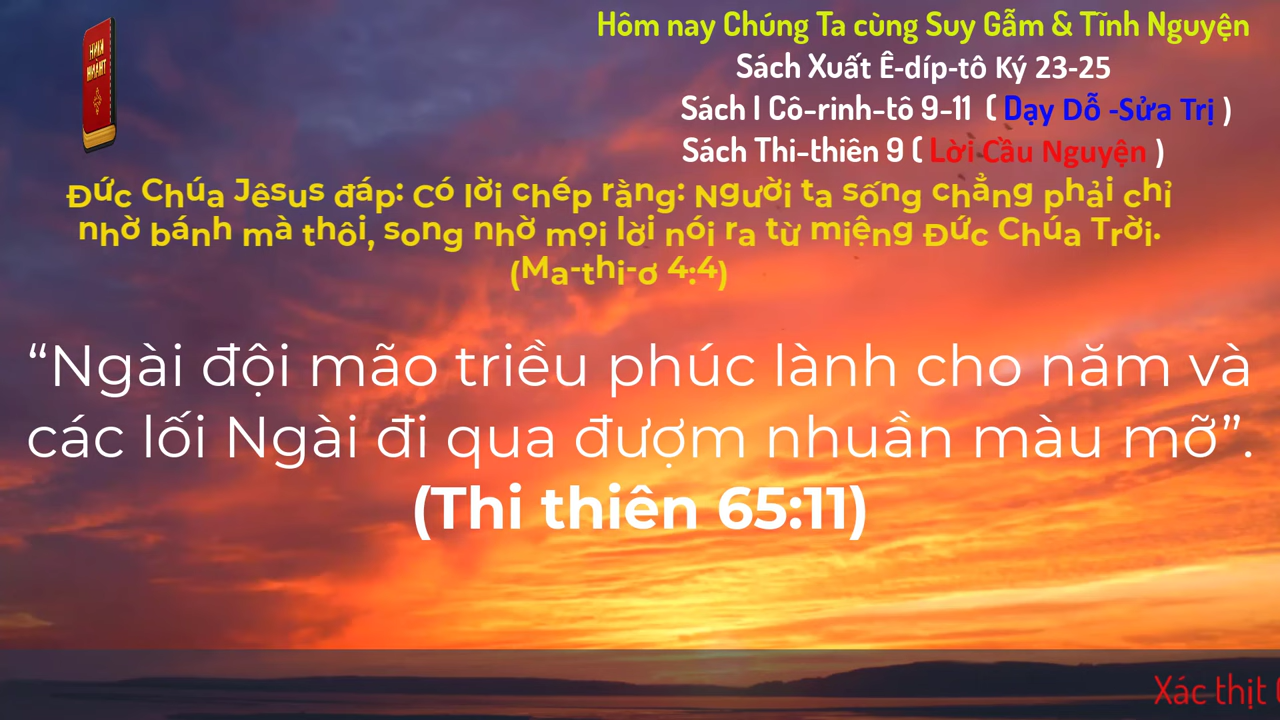 Hôm nay Chúng Ta cùng Suy Gẫm & Tĩnh Nguyện
Sách Xuất Ê-díp-tô Ký 23-25
Sách I Cô-rinh-tô 9-11 ( Dạy Dỗ -Sửa Trị )
Sách Thi-thiên 9 ( Lời Cầu Nguyện )
KINH
THÁNH
Đức Chúa Jêsus đáp: Có lời chép rằng: Người ta sống chẳng phải chỉ
nhờ bánh mà thôi, song nhờ mọi lời nói ra từ miệng Đức Chúa Trời.
(Ma-thi-ơ 4:4)
“Ngài đội mão triều phúc lành cho năm và
các lối Ngài đi qua đượm nhuần màu mỡ”.
(Thi thiên 65:11)
Xác thịt